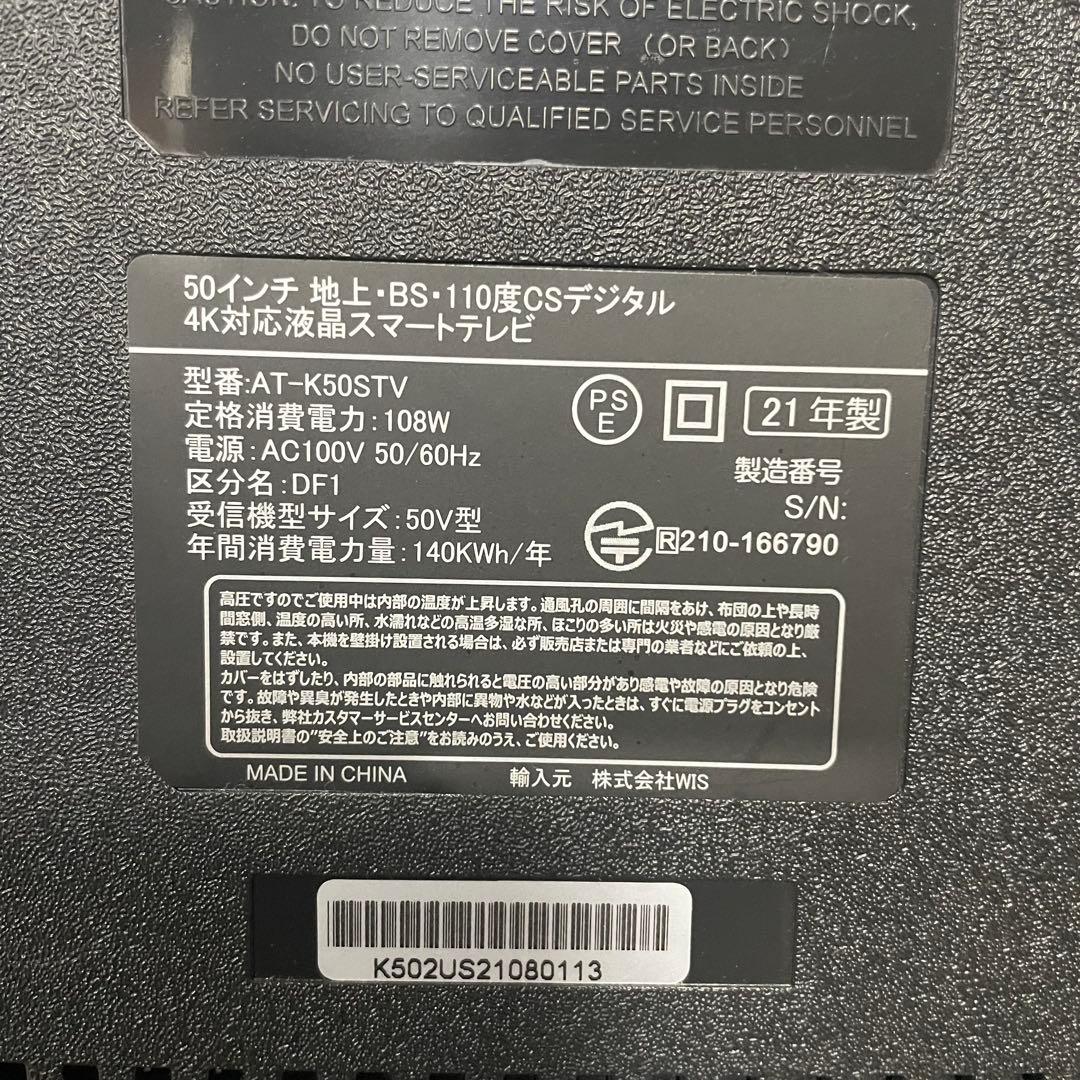 CAUTION: TO REDUCE THE RISK OF ELECTRIC SHOCK,
DO NOT REMOVE COVER (OR BACK)
NO USER-SERVICEABLE PARTS INSIDE
REFER SERVICING TO QUALIFIED SERVICE PERSONNEL
50インチ 地上・BS・110度CSデジタル
4K対応液晶スマートテレビ
型番:AT-K50STV
定格消費電力:108W
電源:AC100V 50/60Hz
区分名:DF1
受信機型サイズ:50V型
年間消費電力量:140KWh/年
PS
E
21年製
製造番号
S/N:
R210-166790
高圧ですのでご使用中は内部の温度が上昇します。通風孔の周囲に間隔をあけ、布団の上や長時
間窓側、温度の高い所、水濡れなどの高温多湿な所、ほこりの多い所は火災や感電の原因となり厳
禁です。また、本機を壁掛け設置される場合は、必ず販売店または専門の業者などにご依頼の上、
設置してください。
カバーをはずしたり、内部の部品に触れられると電圧の高い部分があり感電や故障の原因となり危険
です。故障や異臭が発生したときや内部に異物や水などが入ったときは、すぐに電源プラグをコンセント
から抜き、弊社カスタマーサービスセンターへお問い合わせください。
取扱説明書の"安全上のご注意"をお読みのうえ、ご使用ください。
MADE IN CHINA
輸入元 株式会社WIS
K502US21080113